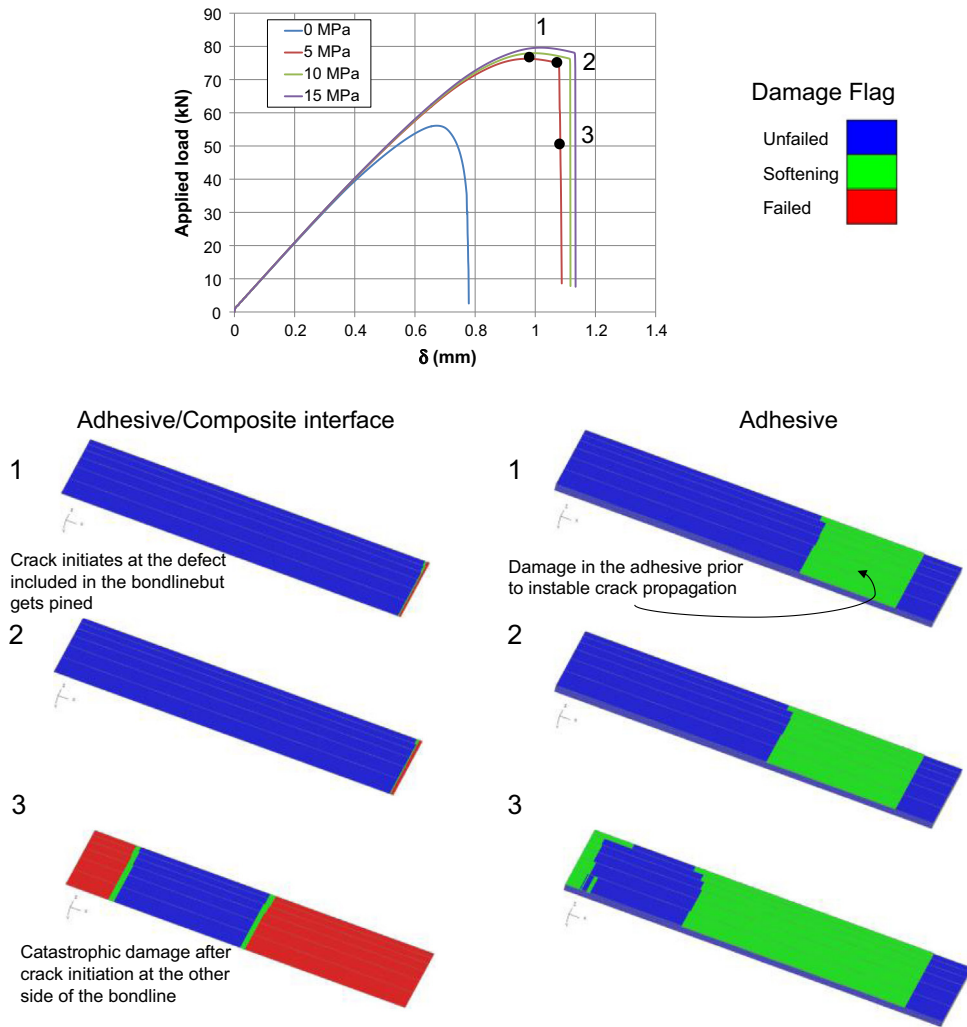 0 MPa
5 MPa
10 MPa
15 MPa
1
2
3
90
80
70
60
50
40
30
20
10
0
Applied load (kN)
0 0.2 0.4 0.6 0.8 1 1.2 1.4
δ (mm)
Damage Flag
Unfailed
Softening
Failed
Adhesive/Composite interface
1
Crack initiates at the defect
included in the bondlinebut
gets pined
2
3
Catastrophic damage after
crack initiation at the other
side of the bondline
Adhesive
1
Damage in the adhesive prior
to instable crack propagation
2
3